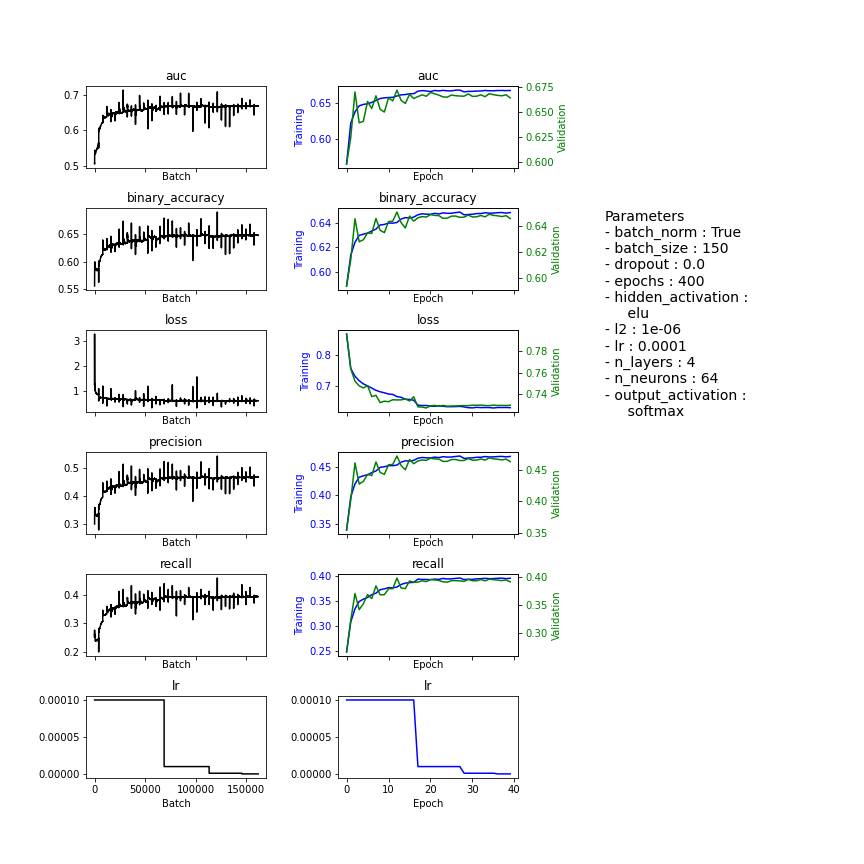 auc
0.7
0.6
0.5
Batch
auc
0.65
0.60
Training
0.675
0.650
0.625
0.600
Validation
Epoch
binary_accuracy
0.65
0.60
0.55
Batch
binary_accuracy
0.64
0.62
0.60
Training
0.64
0.62
0.60
Validation
Epoch
loss
3
2
1
Batch
loss
0.8
0.7
Training
0.78
0.76
0.74
Validation
Epoch
precision
0.5
0.4
0.3
Batch
precision
0.45
0.40
0.35
Training
0.45
0.40
0.35
Validation
Epoch
recall
0.4
0.3
0.2
Batch
recall
0.40
0.35
0.30
0.25
Training
0.40
0.35
0.30
Validation
Epoch
lr
0.00010
0.00005
0.00000
0
50000
100000
150000
Batch
lr
0.00010
0.00005
0.00000
0
10
20
30
40
Epoch
Parameters
- batch_norm : True
- batch_size : 150
- dropout : 0.0
- epochs : 400
- hidden_activation :
elu
- l2 : 1e-06
- lr : 0.0001
- n_layers : 4
- n_neurons : 64
- output_activation :
softmax